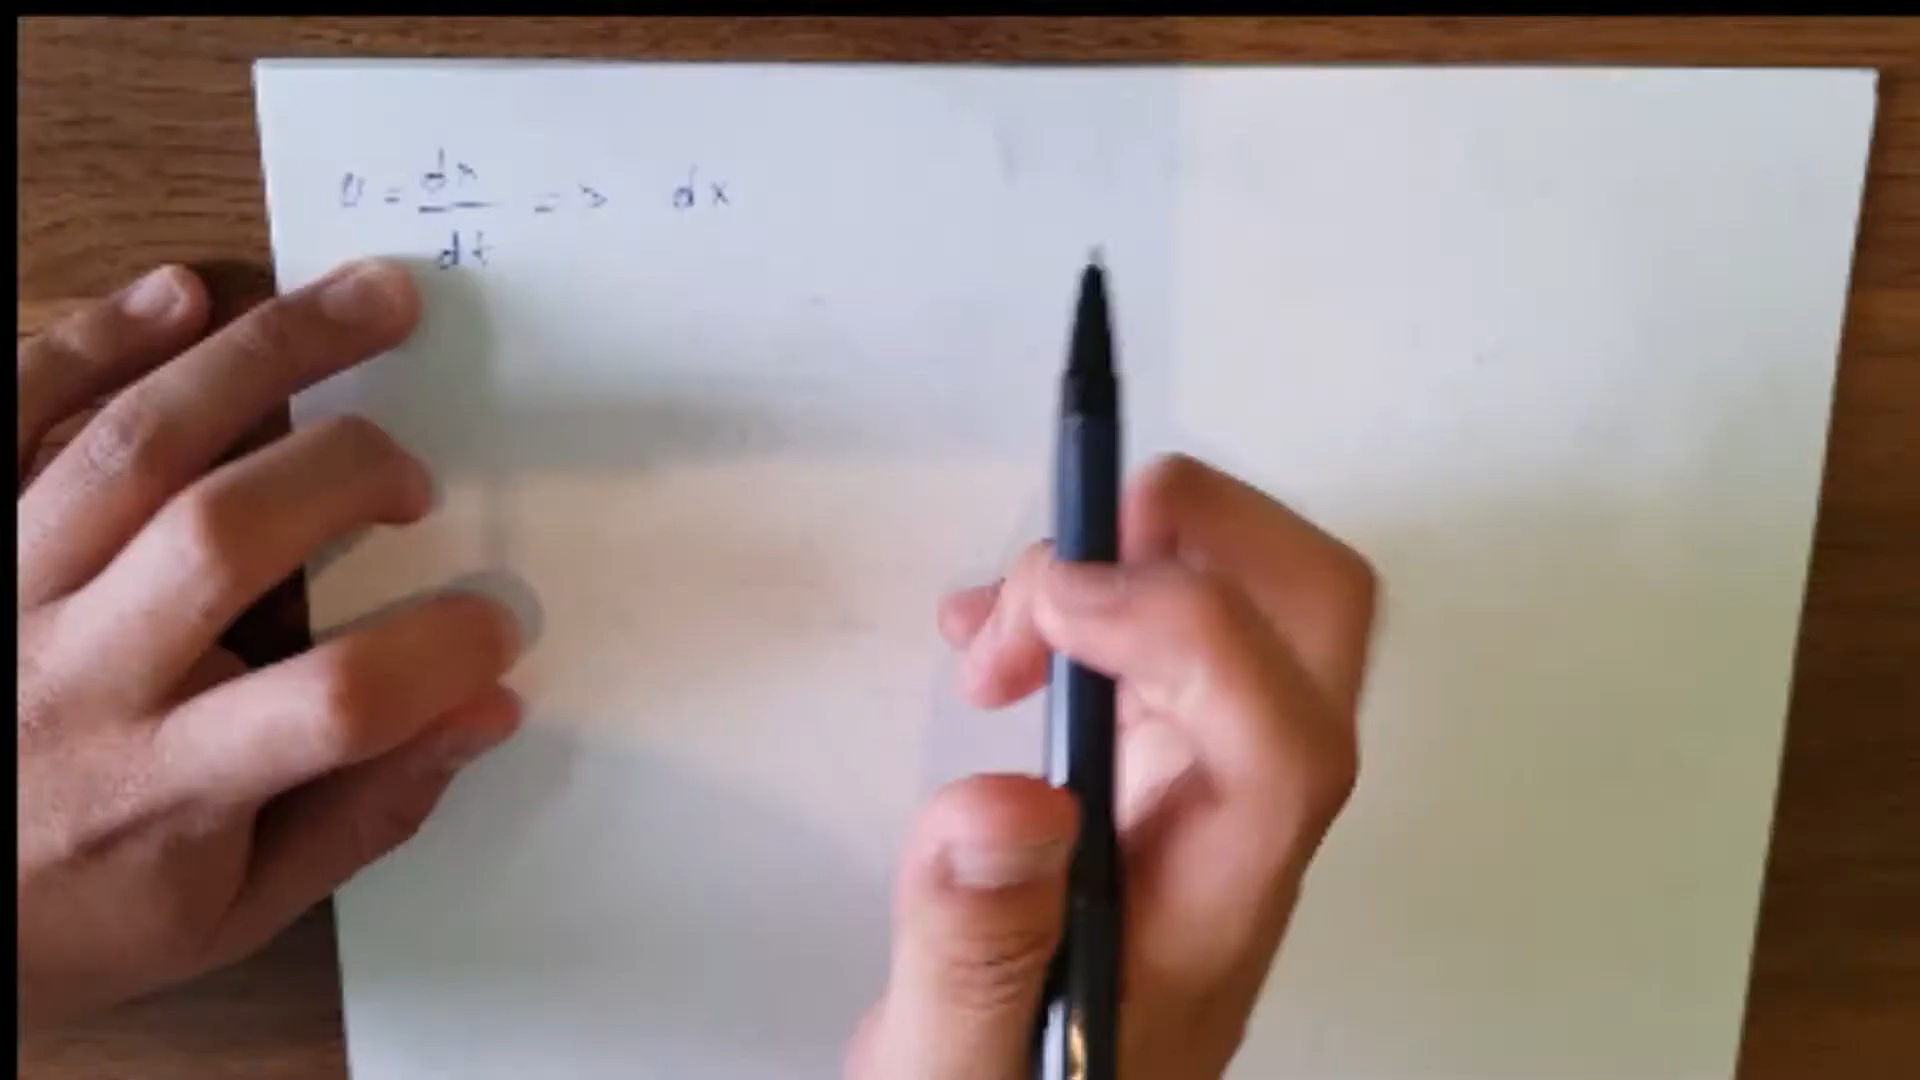 v = dx/dt => dx